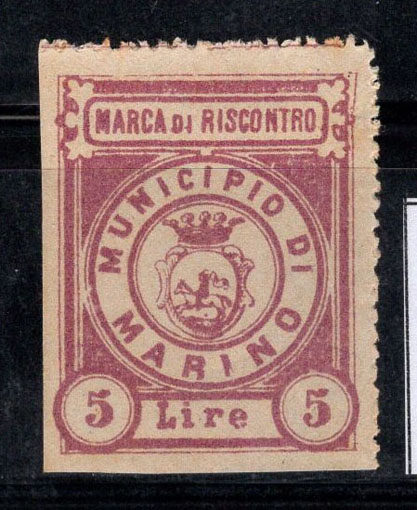 MARCA DI RISCONTRO
MUNICIPIO DI
MARINO
5 Lire 5